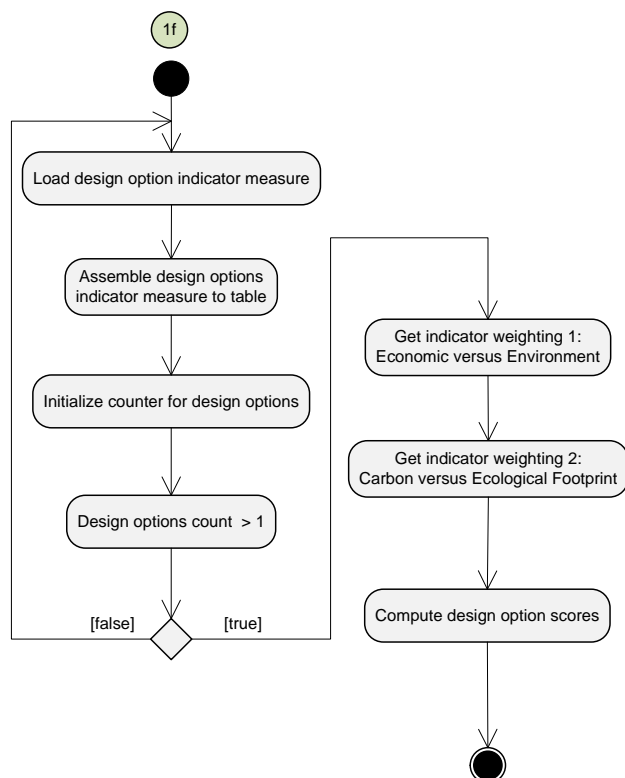 1f
Load design option indicator measure
Assemble design options
indicator measure to table
Initialize counter for design options
Design options count > 1
[false]
[true]
Get indicator weighting 1:
Economic versus Environment
Get indicator weighting 2:
Carbon versus Ecological Footprint
Compute design option scores